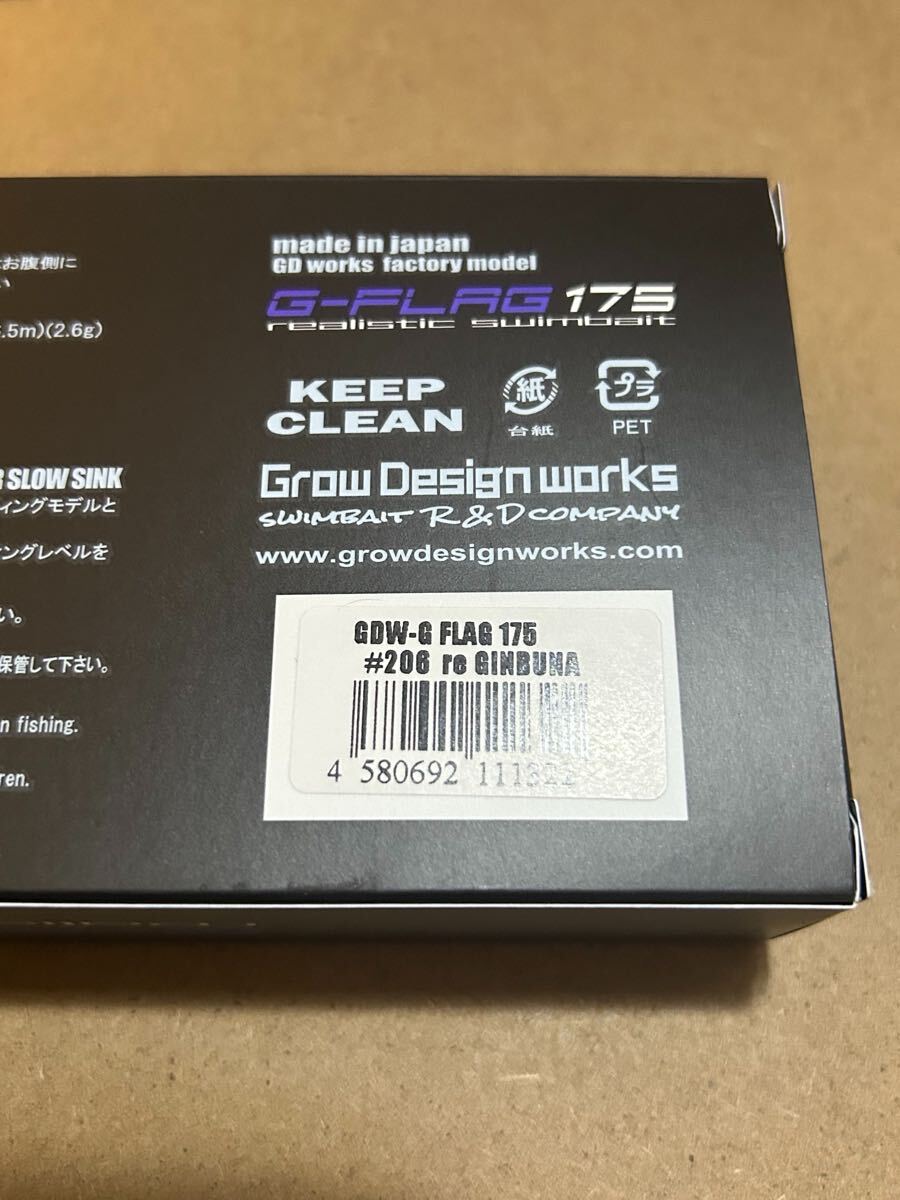 made in japan
GD works factory model
G-FLAG 175
realistic swimbait
KEEP
CLEAN
紙
台紙
プラ
PET
Grow Design works
SWIMBAIT R & D COMPANY
www.growdesignworks.com
GDW-G FLAG 175
#206 re GINBUNA
4 580692 111322
お腹側に
い
.5m)(2.6g)
SLOW SINK
ィングモデルと
ングレベルを
い。
保管して下さい。
n fishing.
ren.